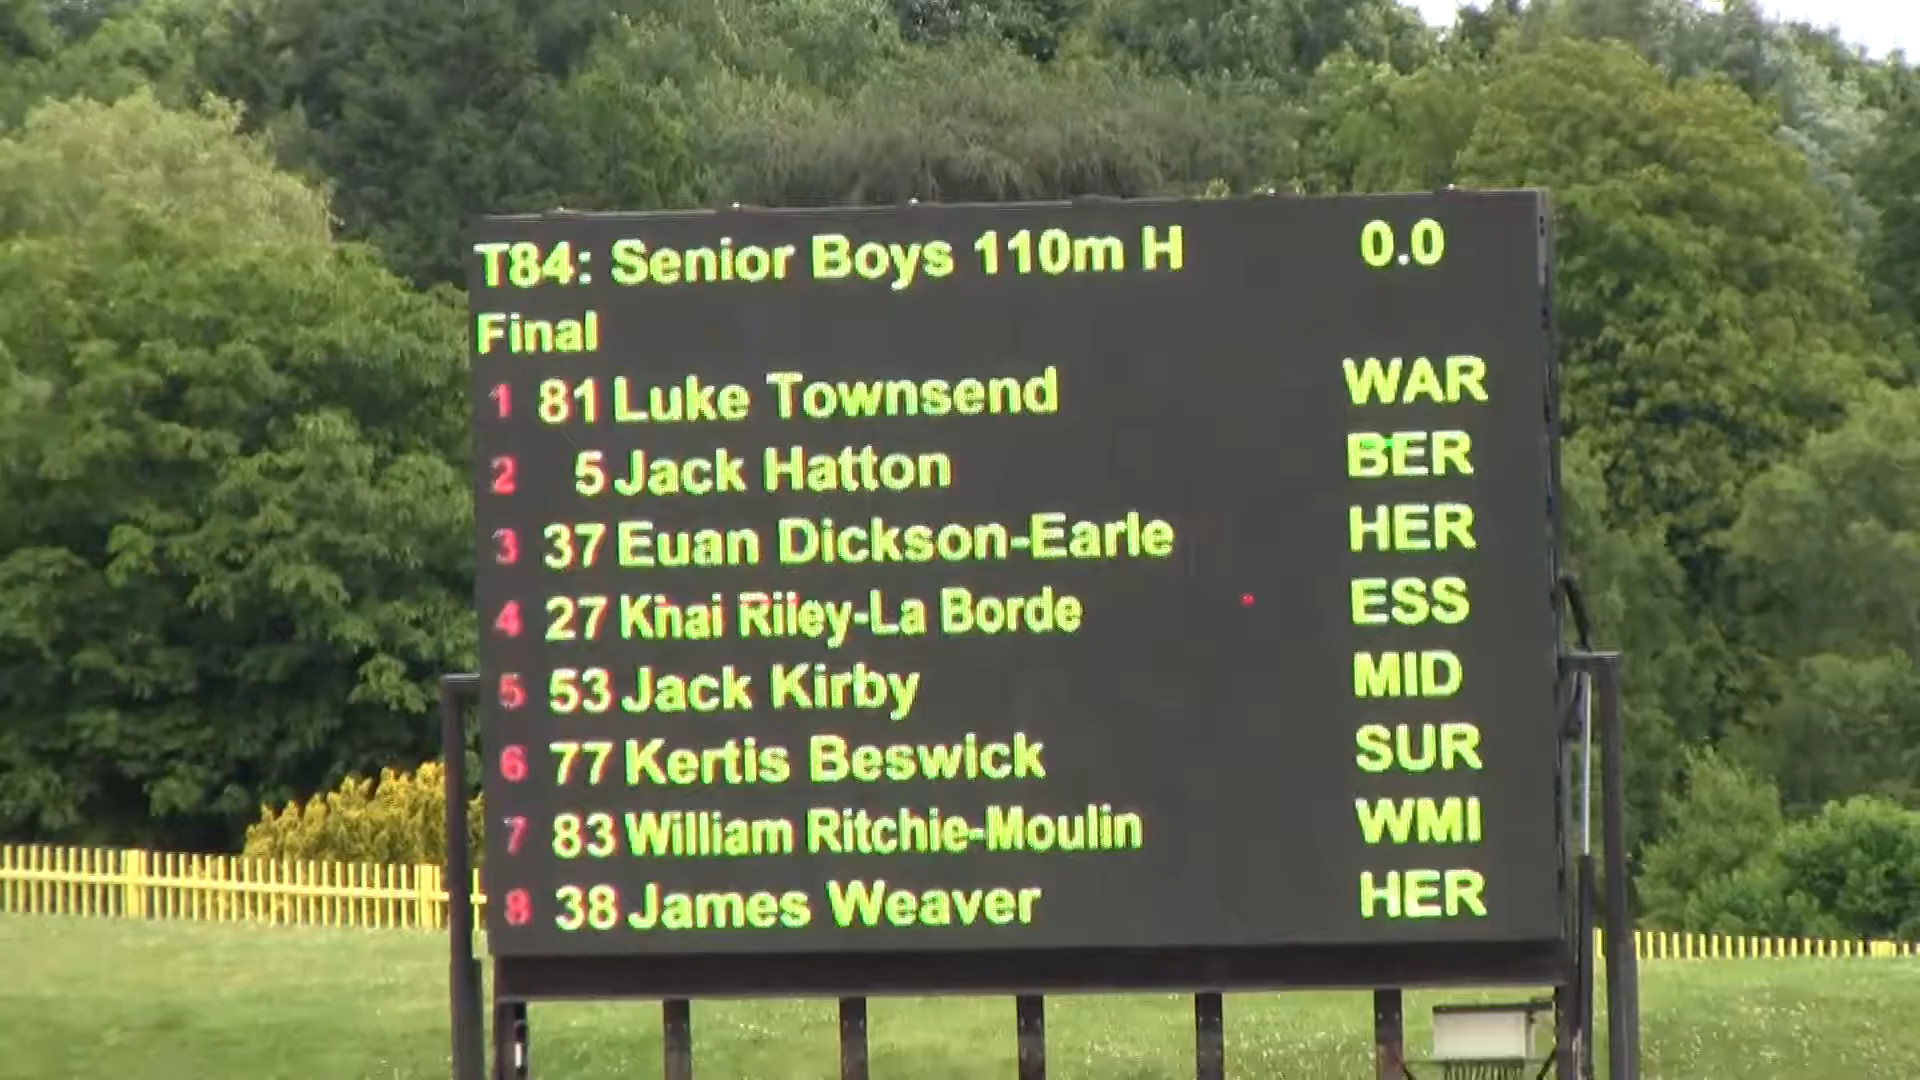 T84: Senior Boys 110m H 0.0
Final
1 81 Luke Townsend WAR
2 5 Jack Hatton BER
3 37 Euan Dickson-Earle HER
4 27 Khai Riley-La Borde ESS
5 53 Jack Kirby MID
6 77 Kertis Beswick SUR
7 83 William Ritchie-Moulin WMI
8 38 James Weaver HER